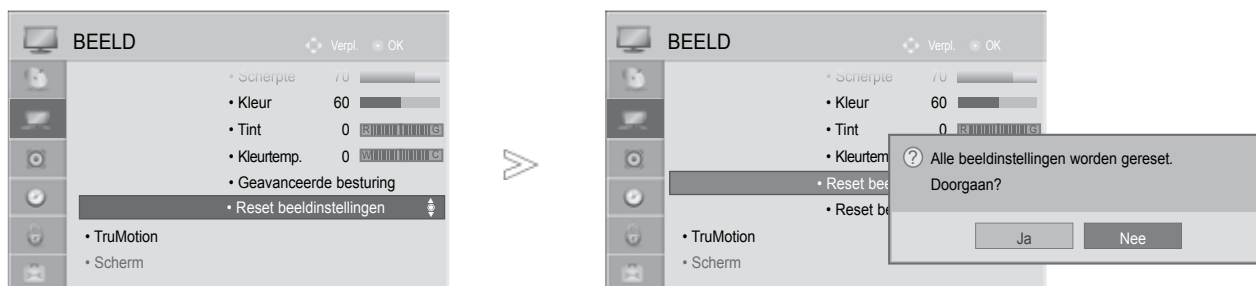 BEELD
Verpl. OK
• Scherpte 70
• Kleur 60
• Tint 0 R G
• Kleurtemp. 0 W C
• Geavanceerde besturing
• Reset beeldinstellingen
• TruMotion
• Scherm
BEELD
Verpl. OK
• Scherpte 70
• Kleur 60
• Tint 0 R G
• Kleurtem
• Reset bee
• Reset be
• TruMotion
• Scherm
? Alle beeldinstellingen worden gereset.
Doorgaan?
Ja Nee